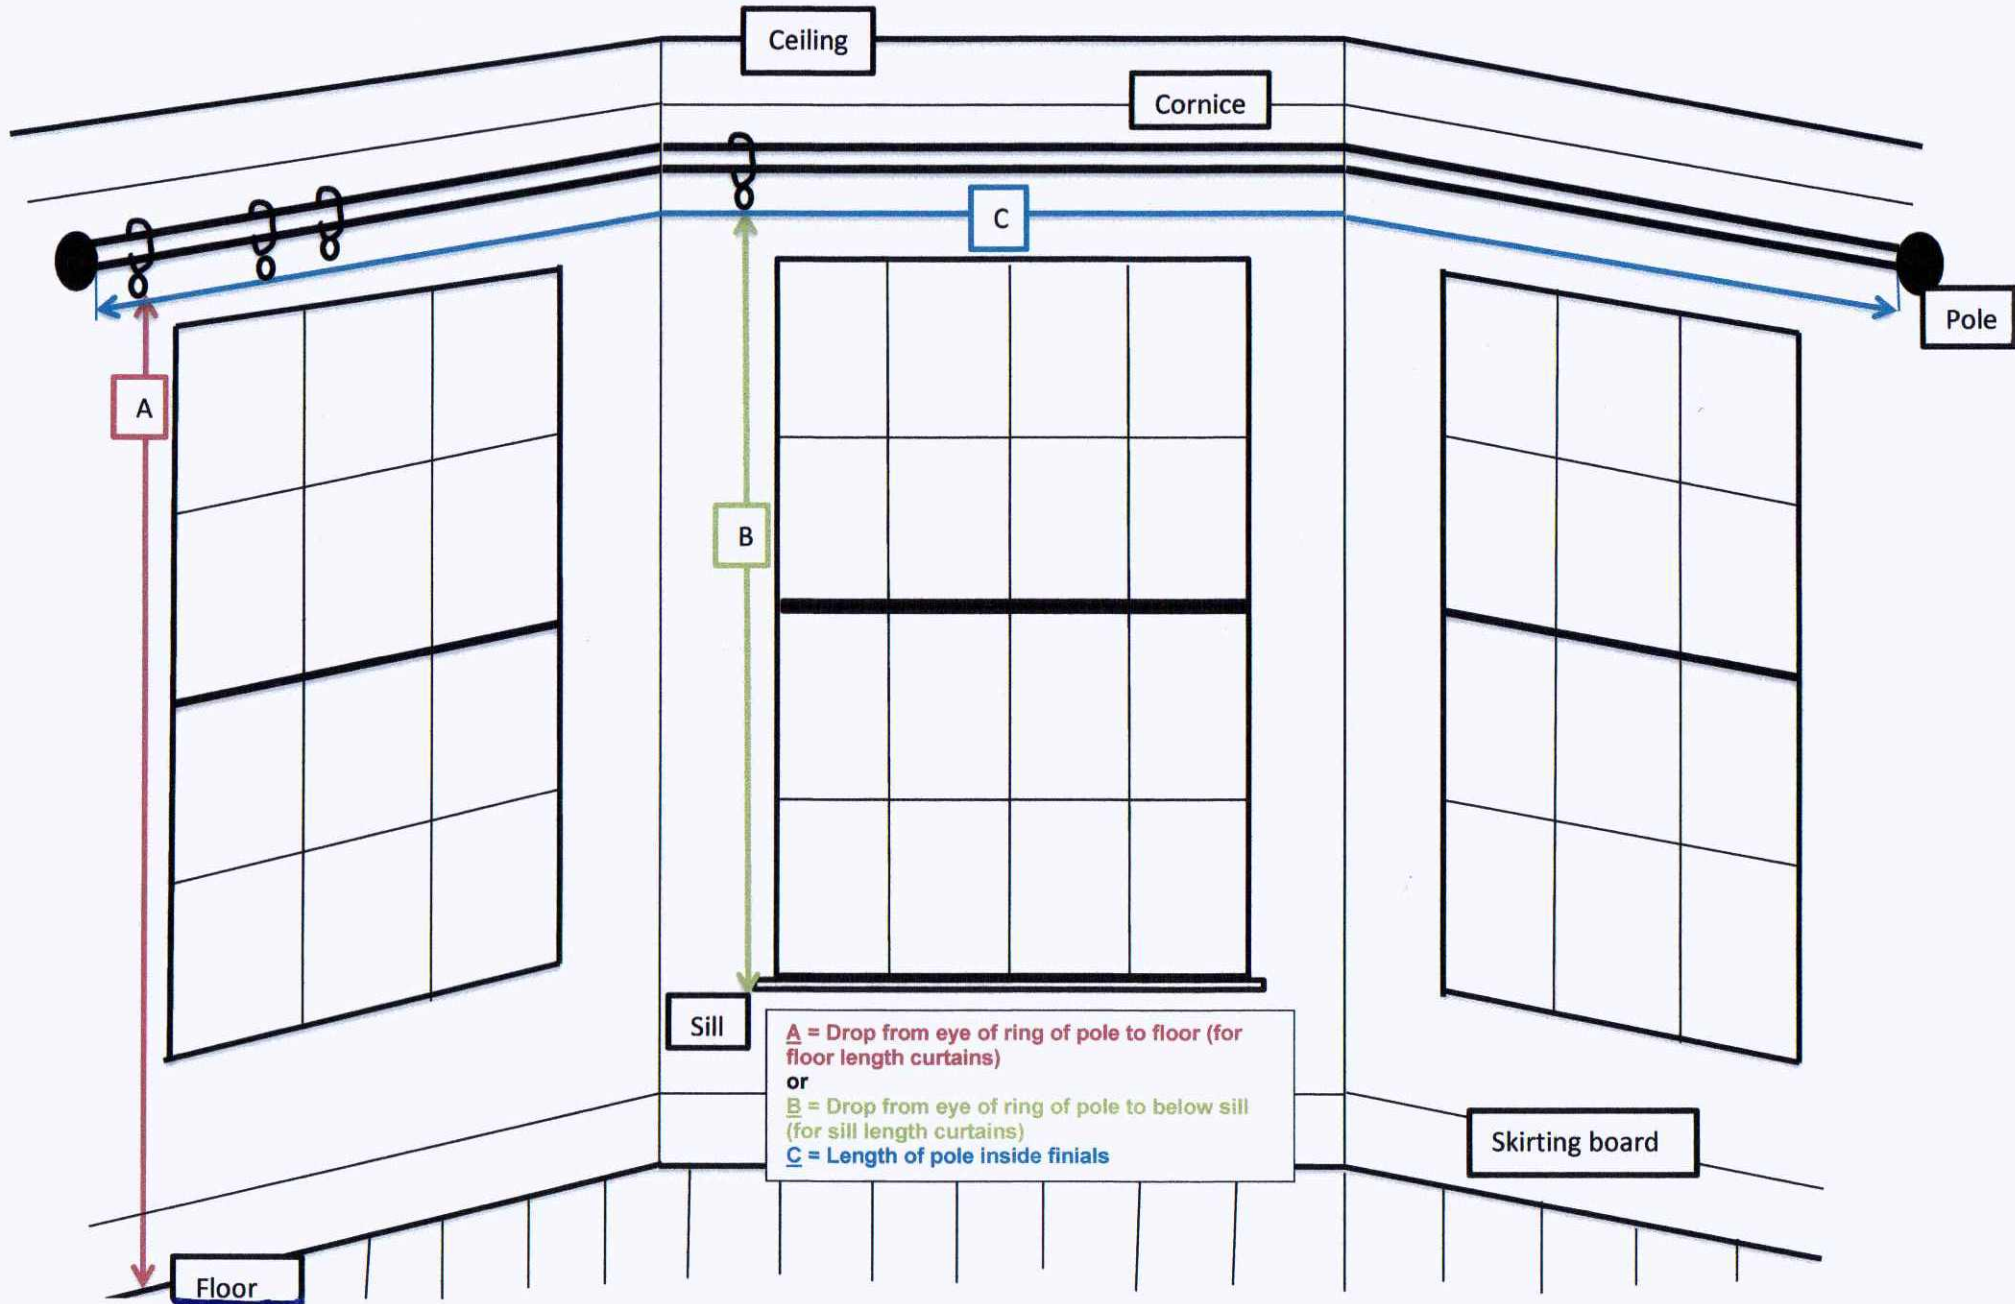 Ceiling
Cornice
C
Pole
A
B
Sill
A = Drop from eye of ring of pole to floor (for
floor length curtains)
or
B = Drop from eye of ring of pole to below sill
(for sill length curtains)
C = Length of pole inside finials
Skirting board
Floor